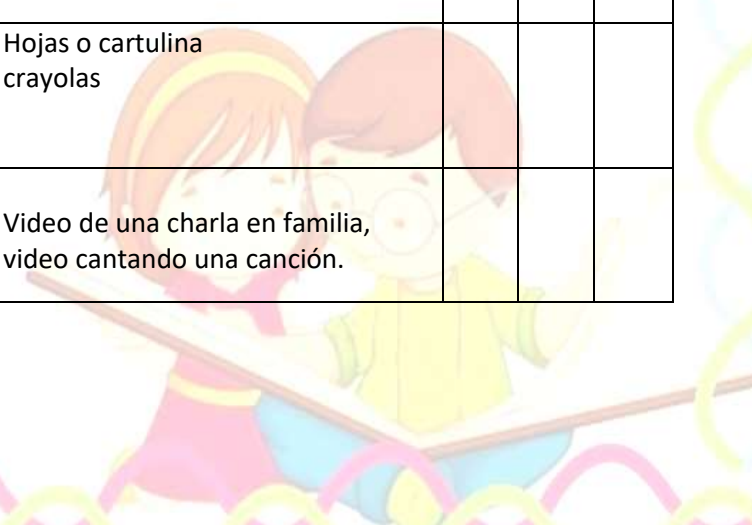 Hojas o cartulina
crayolas
Video de una charla en familia,
video cantando una canción.